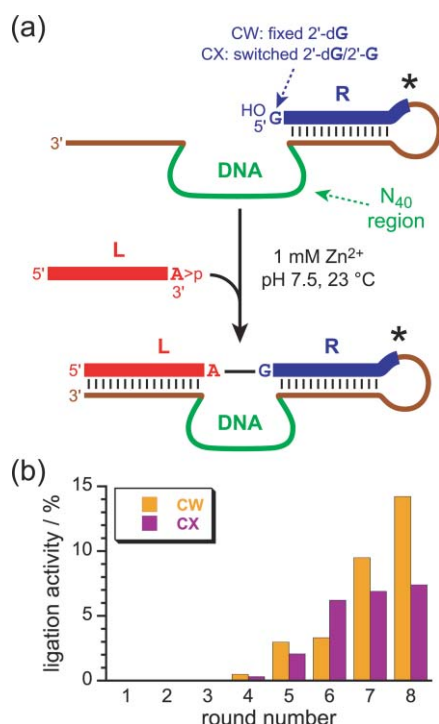 (a)
CW: fixed 2'-dG
CX: switched 2'-dG/2'-G
HO
5'
G
R
*
3'
DNA
N40
region
L
5'
A>p
3'
1 mM Zn2+
pH 7.5, 23 °C
L
R
*
5'
A — G
3'
DNA
(b)
15
10
5
0
ligation activity / %
CW
CX
1 2 3 4 5 6 7 8
round number